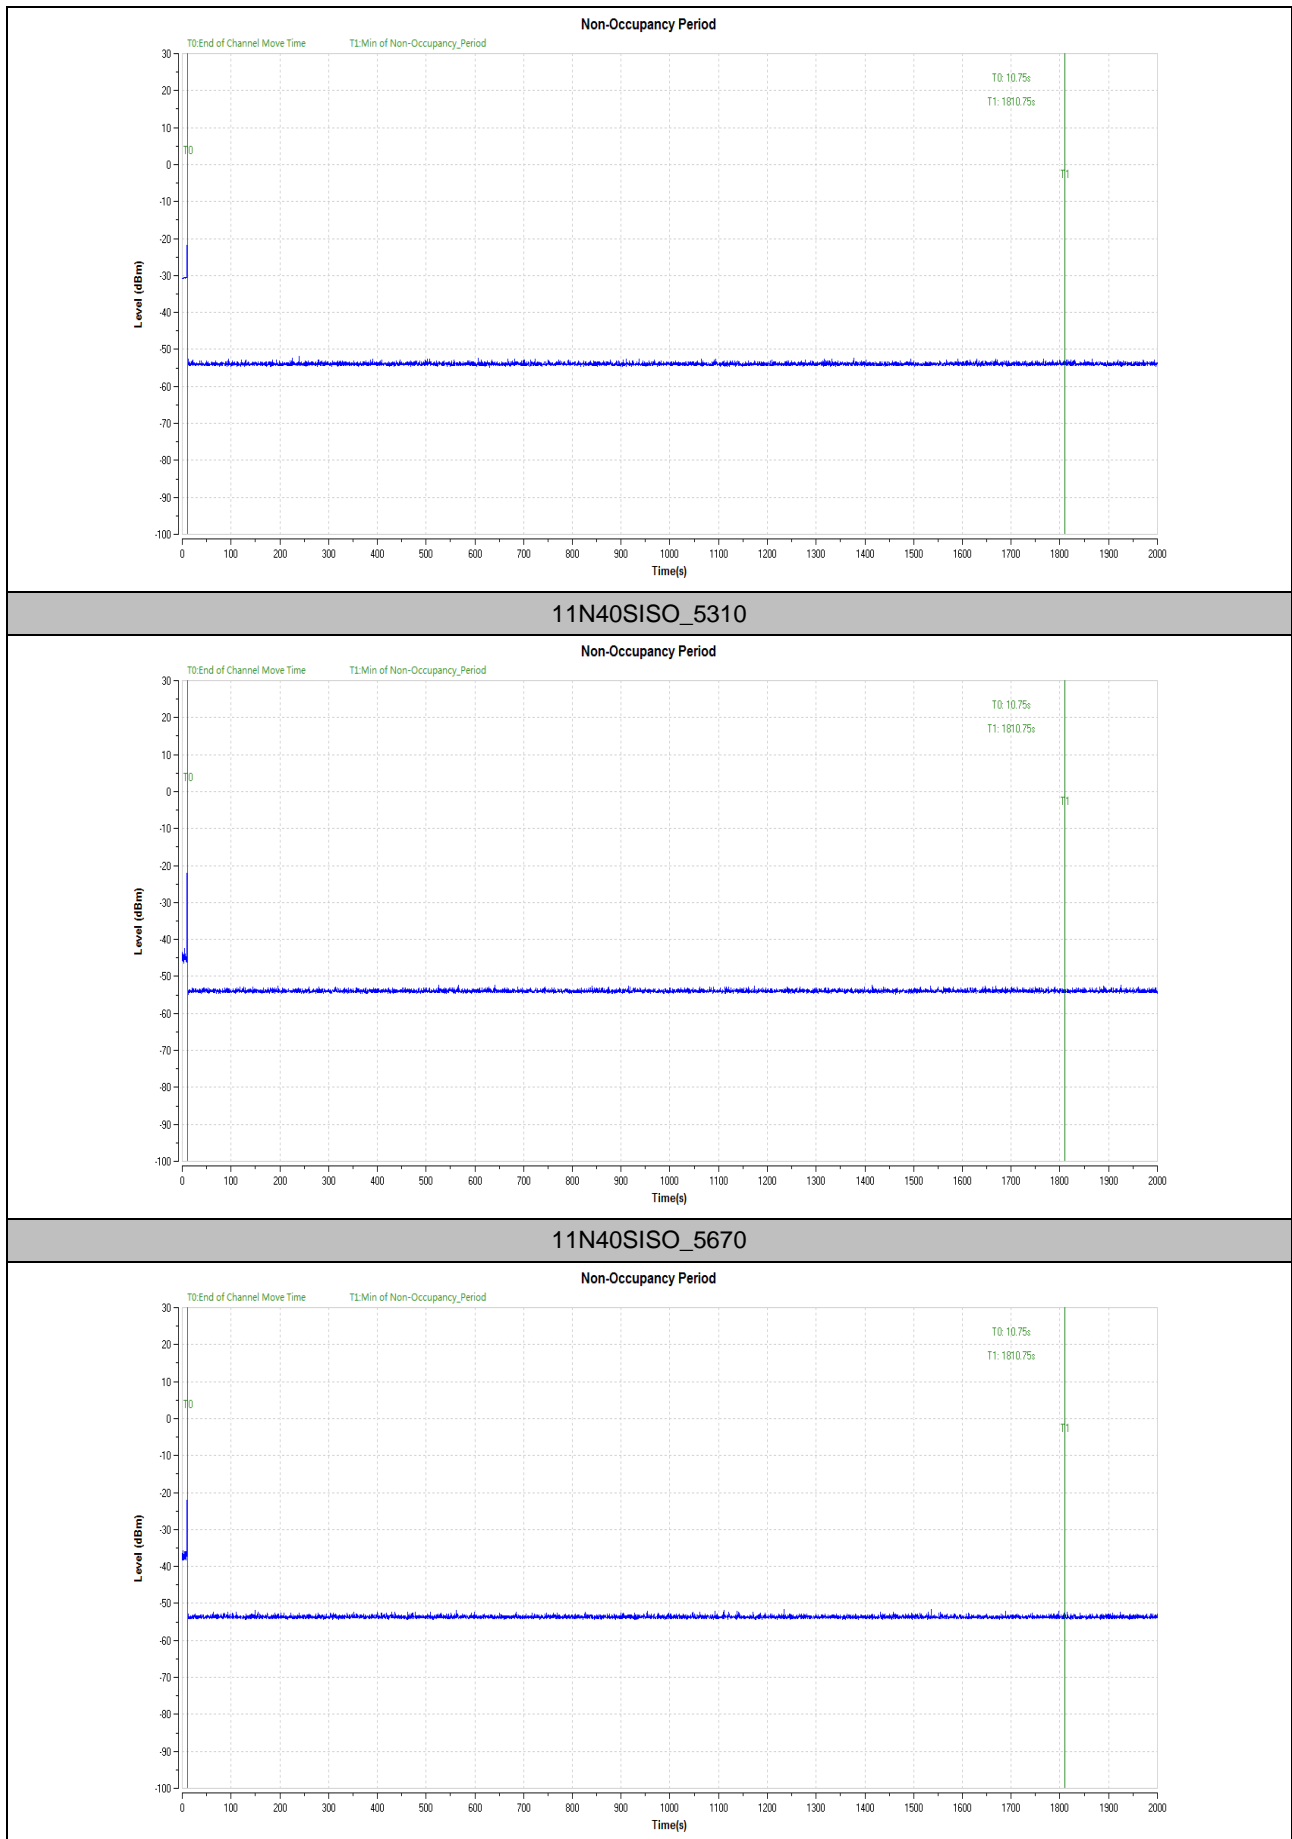 Non-Occupancy Period
T0:End of Channel Move Time T1:Min of Non-Occupancy_Period
30
T0: 10.75s
20
T1: 1810.75s
10
T0
0
T1
-10
-20
-30
Level (dBm)
-40
-50
-60
-70
-80
-90
-100
0 100 200 300 400 500 600 700 800 900 1000 1100 1200 1300 1400 1500 1600 1700 1800 1900 2000
Time(s)
11N40SISO_5310
Non-Occupancy Period
T0:End of Channel Move Time T1:Min of Non-Occupancy_Period
30
T0: 10.75s
20
T1: 1810.75s
10
T0
0
T1
-10
-20
-30
Level (dBm)
-40
-50
-60
-70
-80
-90
-100
0 100 200 300 400 500 600 700 800 900 1000 1100 1200 1300 1400 1500 1600 1700 1800 1900 2000
Time(s)
11N40SISO_5670
Non-Occupancy Period
T0:End of Channel Move Time T1:Min of Non-Occupancy_Period
30
T0: 10.75s
20
T1: 1810.75s
10
T0
0
T1
-10
-20
-30
Level (dBm)
-40
-50
-60
-70
-80
-90
-100
0 100 200 300 400 500 600 700 800 900 1000 1100 1200 1300 1400 1500 1600 1700 1800 1900 2000
Time(s)